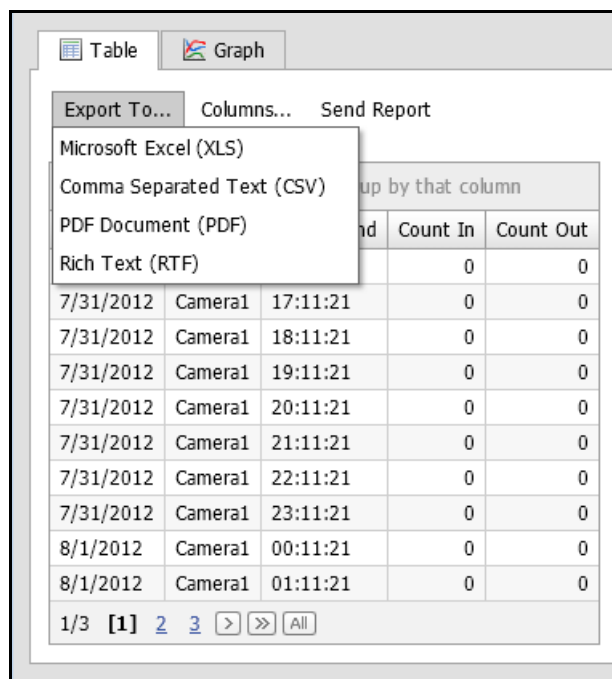 Table Graph
Export To... Columns... Send Report
Microsoft Excel (XLS)
Comma Separated Text (CSV) up by that column
PDF Document (PDF) nd Count In Count Out
Rich Text (RTF) 0 0
7/31/2012 Camera1 17:11:21 0 0
7/31/2012 Camera1 18:11:21 0 0
7/31/2012 Camera1 19:11:21 0 0
7/31/2012 Camera1 20:11:21 0 0
7/31/2012 Camera1 21:11:21 0 0
7/31/2012 Camera1 22:11:21 0 0
7/31/2012 Camera1 23:11:21 0 0
8/1/2012 Camera1 00:11:21 0 0
8/1/2012 Camera1 01:11:21 0 0
1/3 [1] 2 3 > >> All